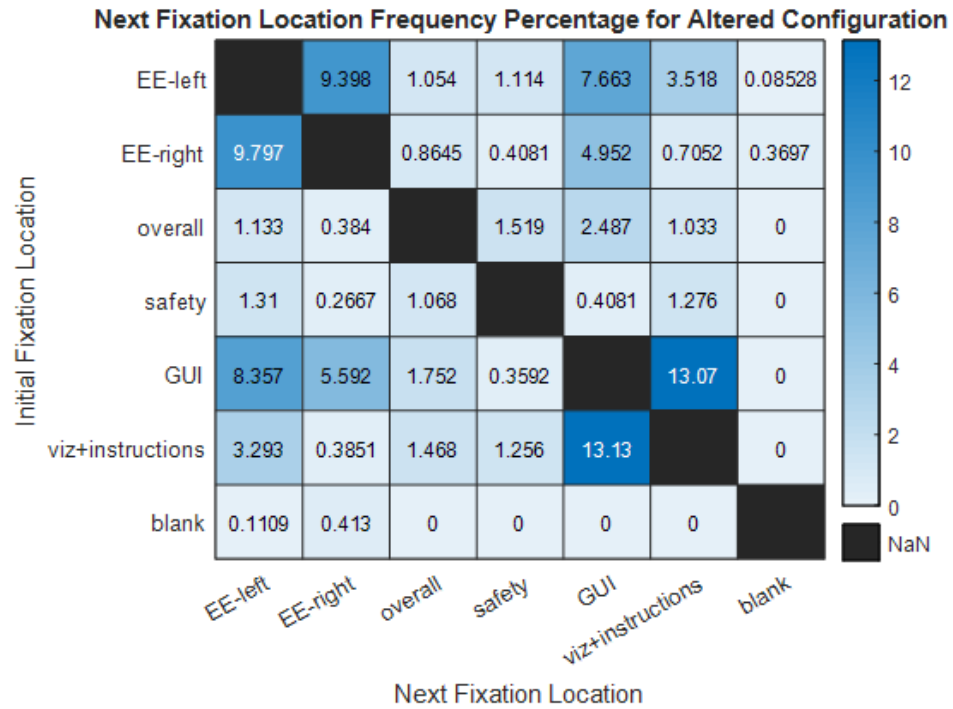 Next Fixation Location Frequency Percentage for Altered Configuration
Initial Fixation Location
EE-left 9.398 1.054 1.114 7.663 3.518 0.08528
EE-right 9.797 0.8645 0.4081 4.952 0.7052 0.3697
overall 1.133 0.384 1.519 2.487 1.033 0
safety 1.31 0.2667 1.068 0.4081 1.276 0
GUI 8.357 5.592 1.752 0.3592 13.07 0
viz+instructions 3.293 0.3851 1.468 1.256 13.13 0
blank 0.1109 0.413 0 0 0 0
EE-left EE-right overall safety GUI viz+instructions blank
Next Fixation Location
12
10
8
6
4
2
0
NaN